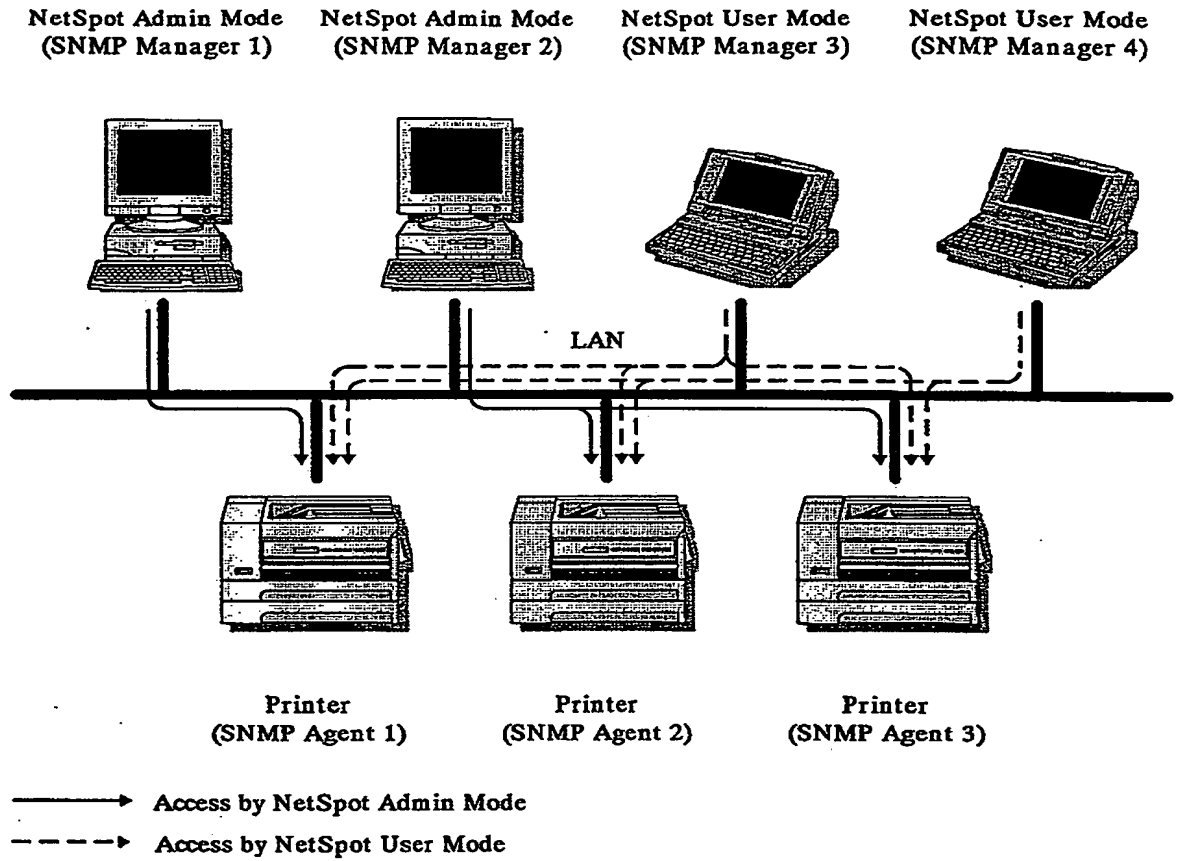 NetSpot Admin Mode
(SNMP Manager 1)
NetSpot Admin Mode
(SNMP Manager 2)
NetSpot User Mode
(SNMP Manager 3)
NetSpot User Mode
(SNMP Manager 4)
LAN
Printer
(SNMP Agent 1)
Printer
(SNMP Agent 2)
Printer
(SNMP Agent 3)
Access by NetSpot Admin Mode
Access by NetSpot User Mode